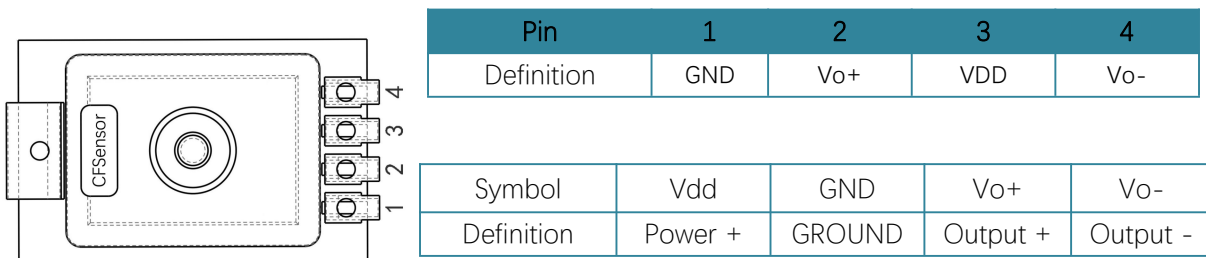 CFSensor
4
3
2
1
Pin 1 2 3 4
Definition GND Vo+ VDD Vo-
Symbol Vdd GND Vo+ Vo-
Definition Power + GROUND Output + Output -